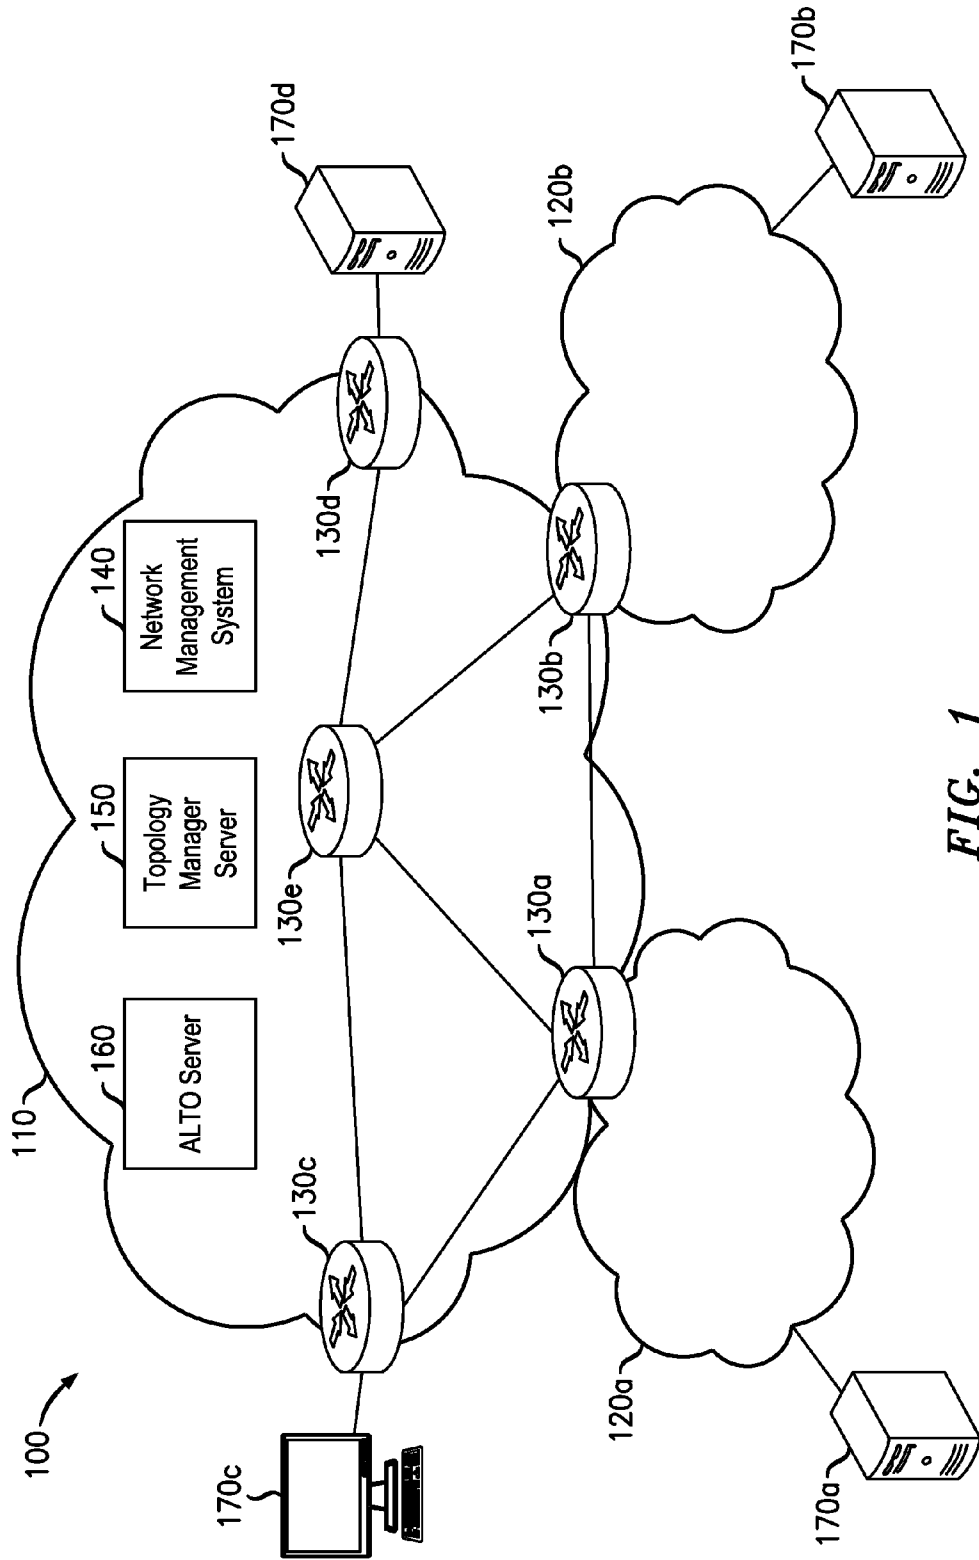 100
110
160
ALTO Server
150
Topology
Manager
Server
140
Network
Management
System
170c
130c
130e
130d
170d
130a
130b
120a
120b
170a
170b
FIG. 1